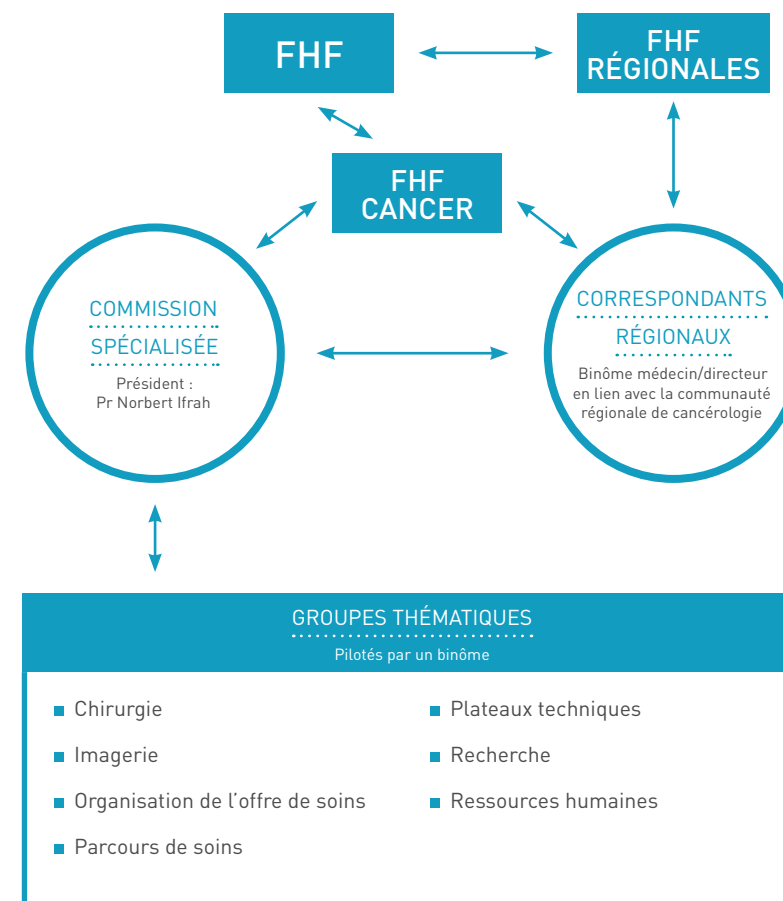 FHF
FHF
RÉGIONALES
FHF
CANCER
COMMISSION
SPÉCIALISÉE
Président :
Pr Norbert Ifrah
CORRESPONDANTS
RÉGIONAUX
Binôme médecin/directeur
en lien avec la communauté
régionale de cancérologie
GROUPES THÉMATIQUES
Pilotés par un binôme
Chirurgie
Imagerie
Organisation de l'offre de soins
Parcours de soins
Plateaux techniques
Recherche
Ressources humaines